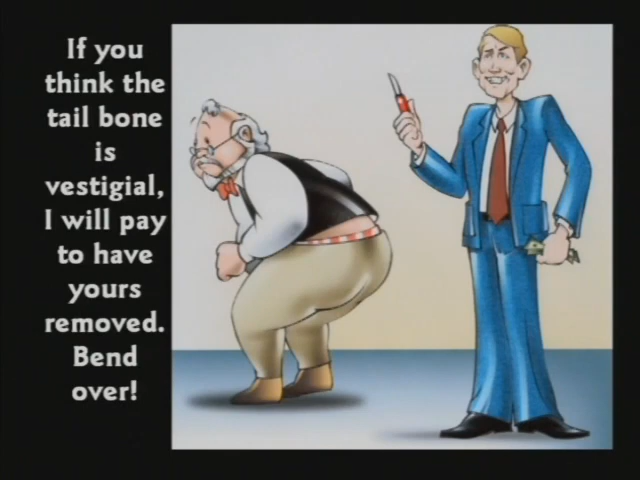 If you
think the
tail bone
is
vestigial,
I will pay
to have
yours
removed.
Bend
over!